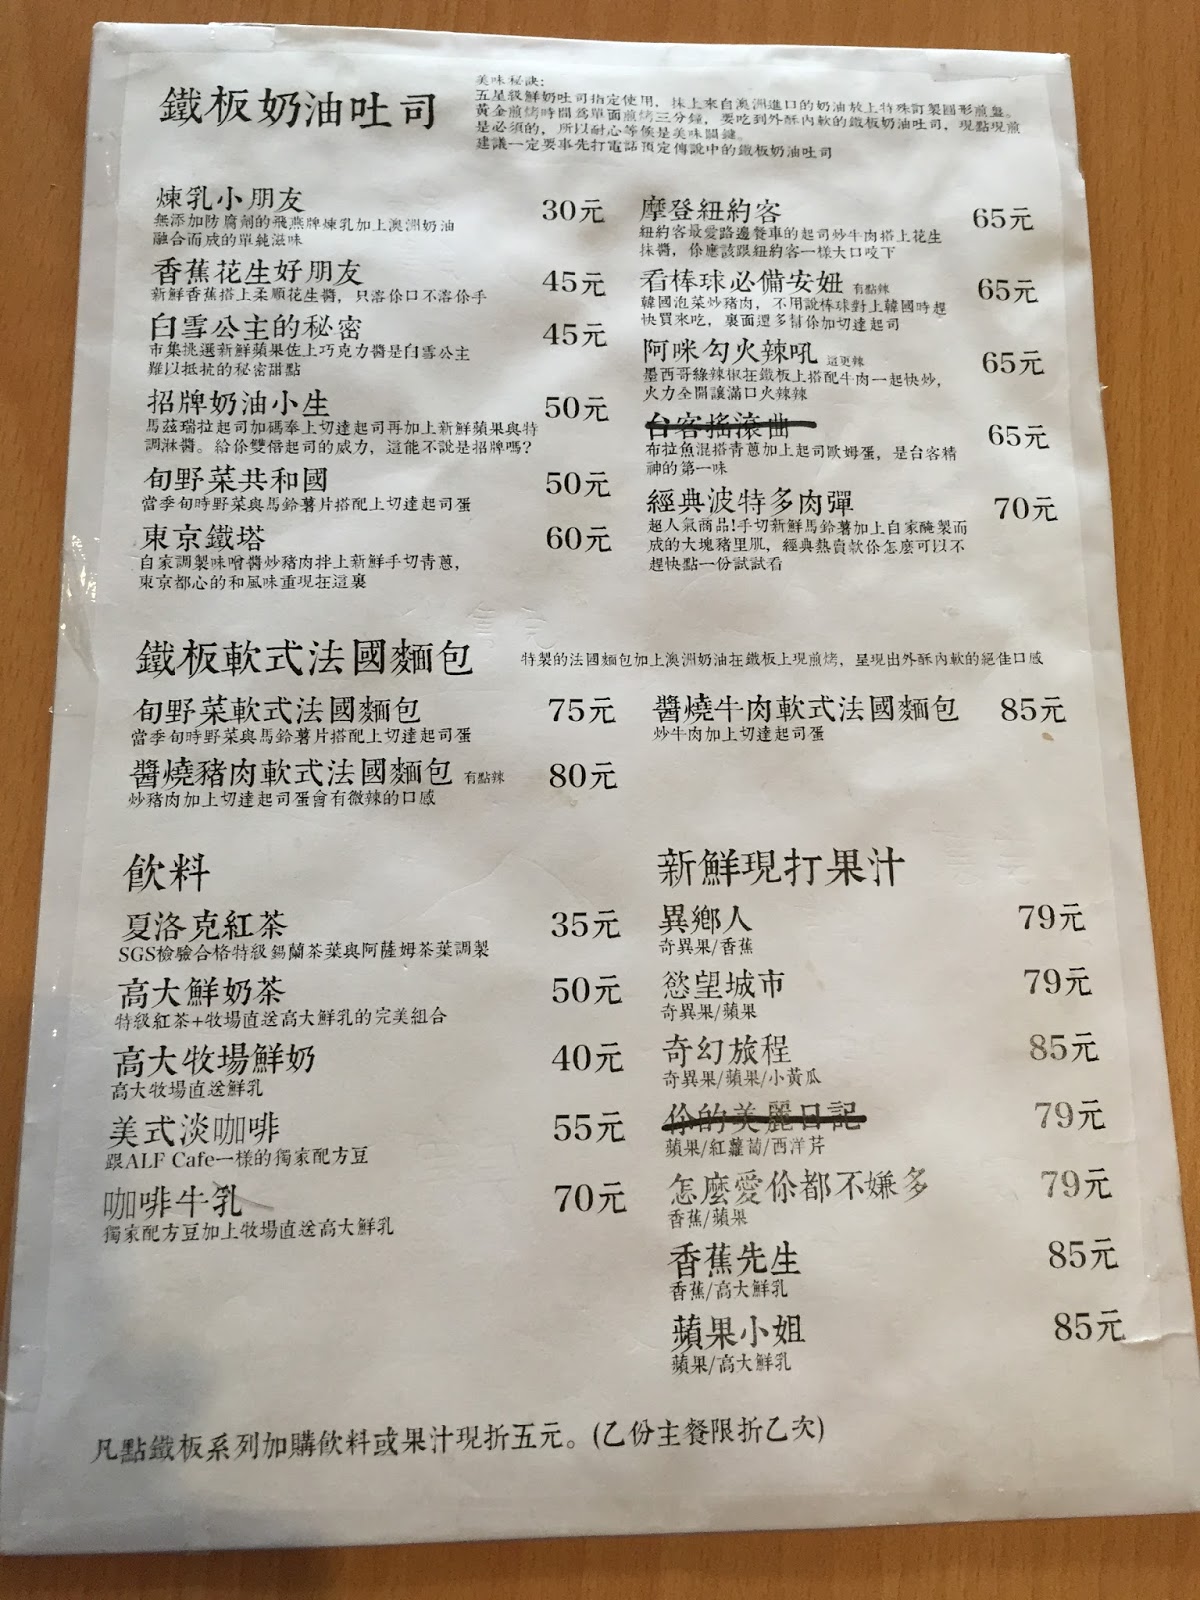 鐵板奶油吐司
美味秘訣:
五星級鮮奶吐司指定使用，抹上來自澳洲進口的奶油放上特殊訂製圓形煎盤。
黃金煎烤時間為單面煎烤三分鐘，要吃到外酥內軟的鐵板奶油吐司，現點現煎
是必須的，所以耐心等候是美味關鍵。
建議一定要事先打電話預定傳說中的鐵板奶油吐司
煉乳小朋友 30元
無添加防腐劑的飛燕牌煉乳加上澳洲奶油
融合而成的單純滋味
香蕉花生好朋友 45元
新鮮香蕉搭上柔順花生醬，只溶你口不溶你手
白雪公主的秘密 45元
市集挑選新鮮蘋果佐上巧克力醬是白雪公主
難以抵抗的秘密甜點
招牌奶油小生 50元
馬茲瑞拉起司加碼奉上切達起司再加上新鮮蘋果與特
調淋醬。給你雙倍起司的威力，這能不說是招牌嗎?
旬野菜共和國 50元
當季旬時野菜與馬鈴薯片搭配上切達起司蛋
東京鐵塔 60元
自家調製味噌醬炒豬肉拌上新鮮手切青蔥，
東京都心的和風味重現在這裏
摩登紐約客 65元
紐約客最愛路邊餐車的起司炒牛肉搭上花生
抹醬，你應該跟紐約客一樣大口咬下
看棒球必備安妞 有點辣 65元
韓國泡菜炒豬肉，不用說棒球對上韓國時趕
快買來吃，裏面還多幫你加切達起司
阿咪勾火辣吼 這更辣 65元
墨西哥綠辣椒在鐵板上搭配牛肉一起快炒，
火力全開讓滿口火辣辣
台客搖滾曲 65元
布拉魚混搭青蔥加上起司歐姆蛋，是台客精
神的第一味
經典波特多肉彈 70元
超人氣商品!手切新鮮馬鈴薯加上自家醃製而
成的大塊豬里肌，經典熱賣款你怎麼可以不
趕快點一份試試看
鐵板軟式法國麵包 特製的法國麵包加上澳洲奶油在鐵板上現煎烤，呈現出外酥內軟的絕佳口感
旬野菜軟式法國麵包 75元
當季旬時野菜與馬鈴薯片搭配上切達起司蛋
醬燒豬肉軟式法國麵包 有點辣 80元
炒豬肉加上切達起司蛋會有微辣的口感
醬燒牛肉軟式法國麵包 85元
炒牛肉加上切達起司蛋
飲料
夏洛克紅茶 35元
SGS檢驗合格特級錫蘭茶葉與阿薩姆茶葉調製
高大鮮奶茶 50元
特級紅茶+牧場直送高大鮮乳的完美組合
高大牧場鮮奶 40元
高大牧場直送鮮乳
美式淡咖啡 55元
跟ALF Cafe一樣的獨家配方豆
咖啡牛乳 70元
獨家配方豆加上牧場直送高大鮮乳
新鮮現打果汁
異鄉人 79元
奇異果/香蕉
慾望城市 79元
奇異果/蘋果
奇幻旅程 85元
奇異果/蘋果/小黃瓜
你的美麗日記 79元
蘋果/紅蘿蔔/西洋芹
怎麼愛你都不嫌多 79元
香蕉/蘋果
香蕉先生 85元
香蕉/高大鮮乳
蘋果小姐 85元
蘋果/高大鮮乳
凡點鐵板系列加購飲料或果汁現折五元。(乙份主餐限折乙次)